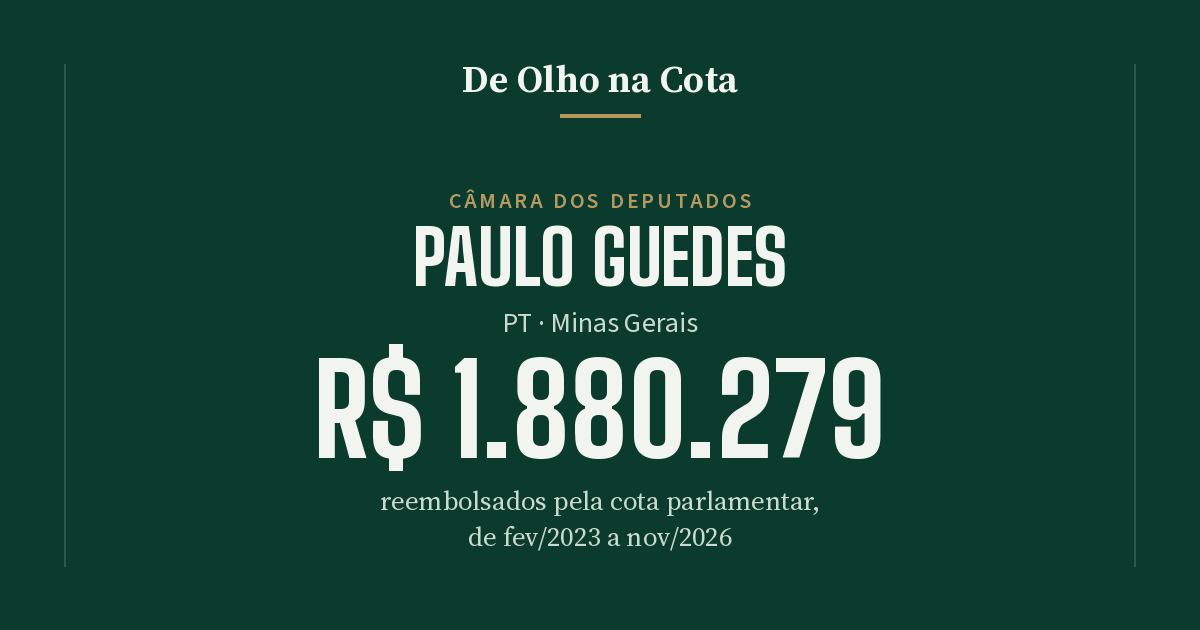 De Olho na Cota
CÂMARA DOS DEPUTADOS
PAULO GUEDES
PT · Minas Gerais
R$ 1.880.279
reembolsados pela cota parlamentar,
de fev/2023 a nov/2026